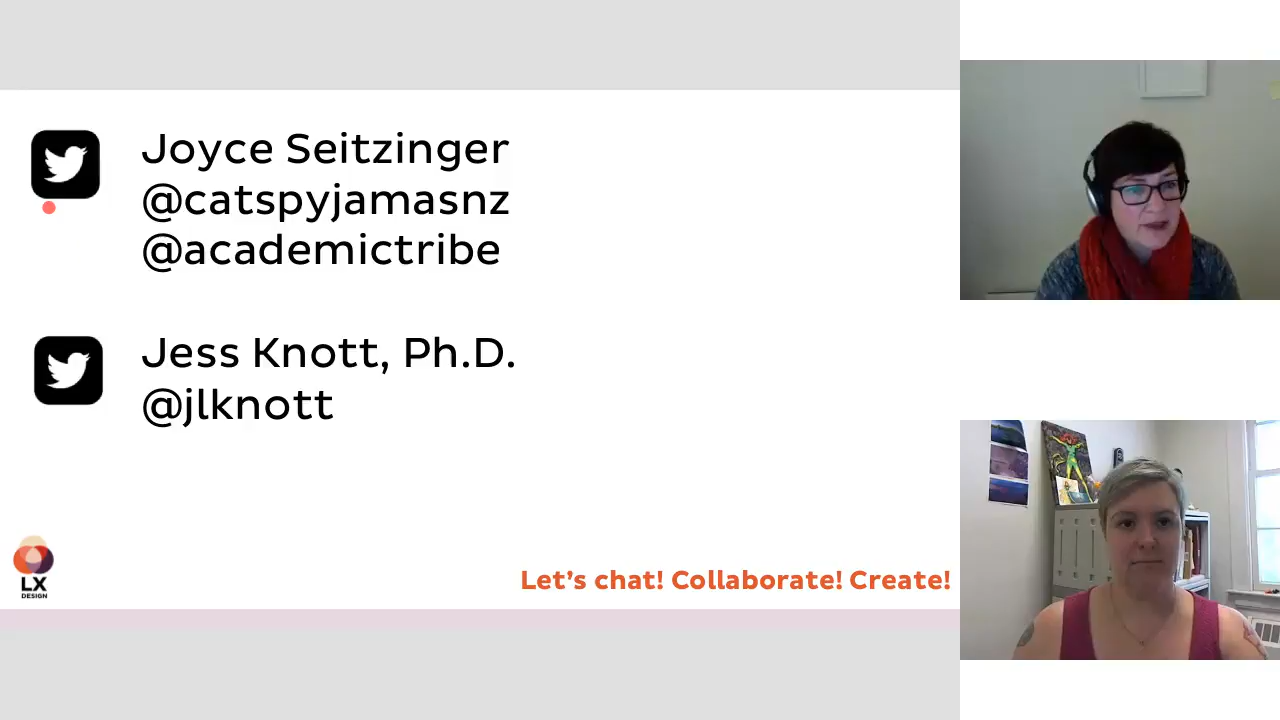 Joyce Seitzinger
@catspyjamasnz
@academictribe
Jess Knott, Ph.D.
@jlknott
LX
DESIGN
Let's chat! Collaborate! Create!